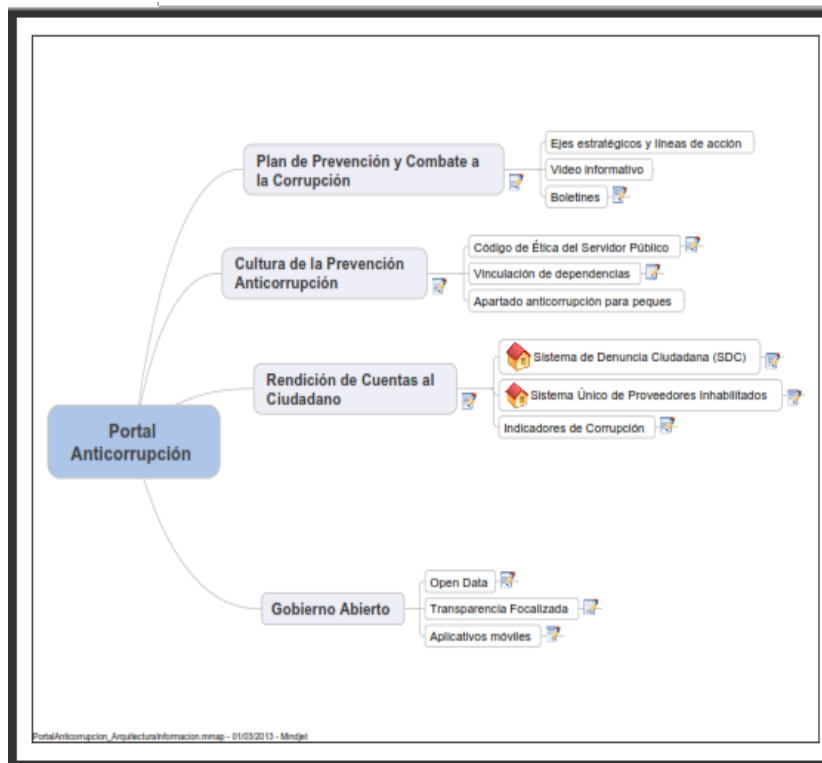 Plan de Prevención y Combate a
la Corrupción
Ejes estratégicos y líneas de acción
Video informativo
Boletines
Cultura de la Prevención
Anticorrupción
Código de Ética del Servidor Público
Vinculación de dependencias
Apartado anticorrupción para peques
Rendición de Cuentas al
Ciudadano
Sistema de Denuncia Ciudadana (SDC)
Sistema Único de Proveedores Inhabilitados
Indicadores de Corrupción
Portal
Anticorrupción
Gobierno Abierto
Open Data
Transparencia Focalizada
Aplicativos móviles
PortalAnticorrupcion_ArquitecturaInformacion.mmap - 01/03/2013 - Mindjet